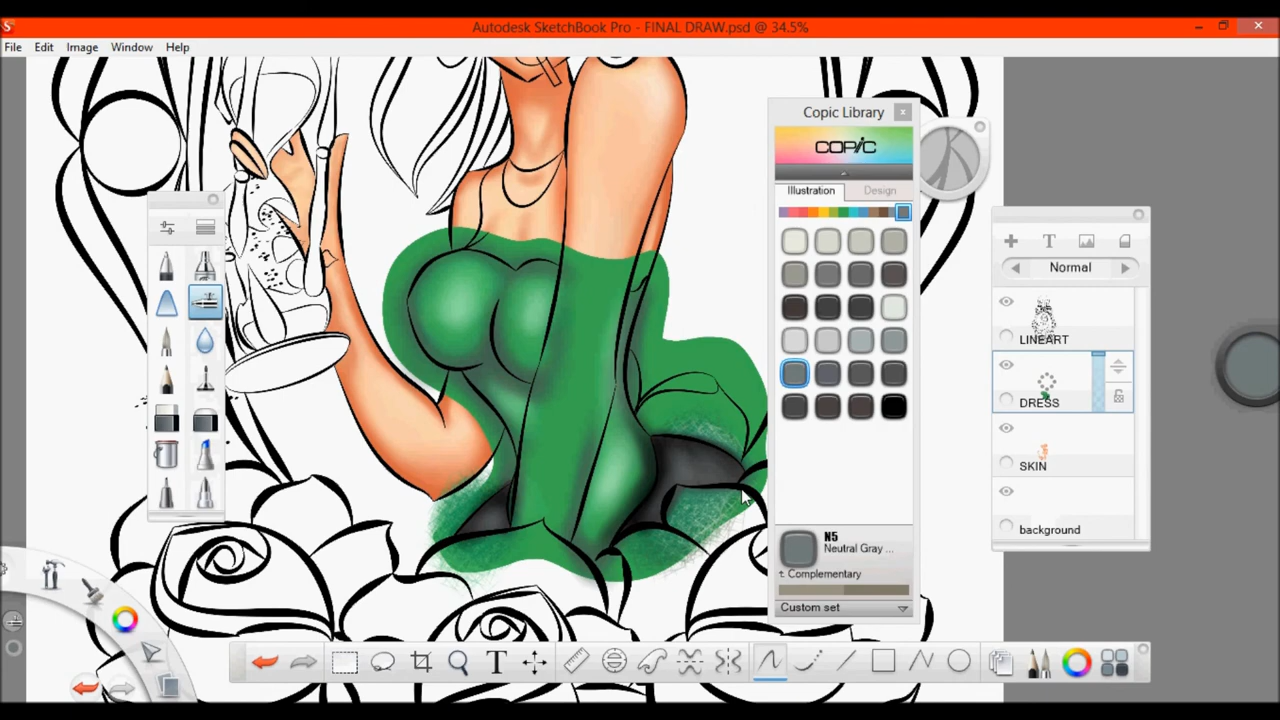 Autodesk SketchBook Pro - FINAL DRAW.psd @ 34.5%
File Edit Image Window Help
Copic Library
COPIC
Illustration Design
Normal
LINEART
DRESS
SKIN
background
N5
Neutral Gray ...
Complementary
Custom set
T
T